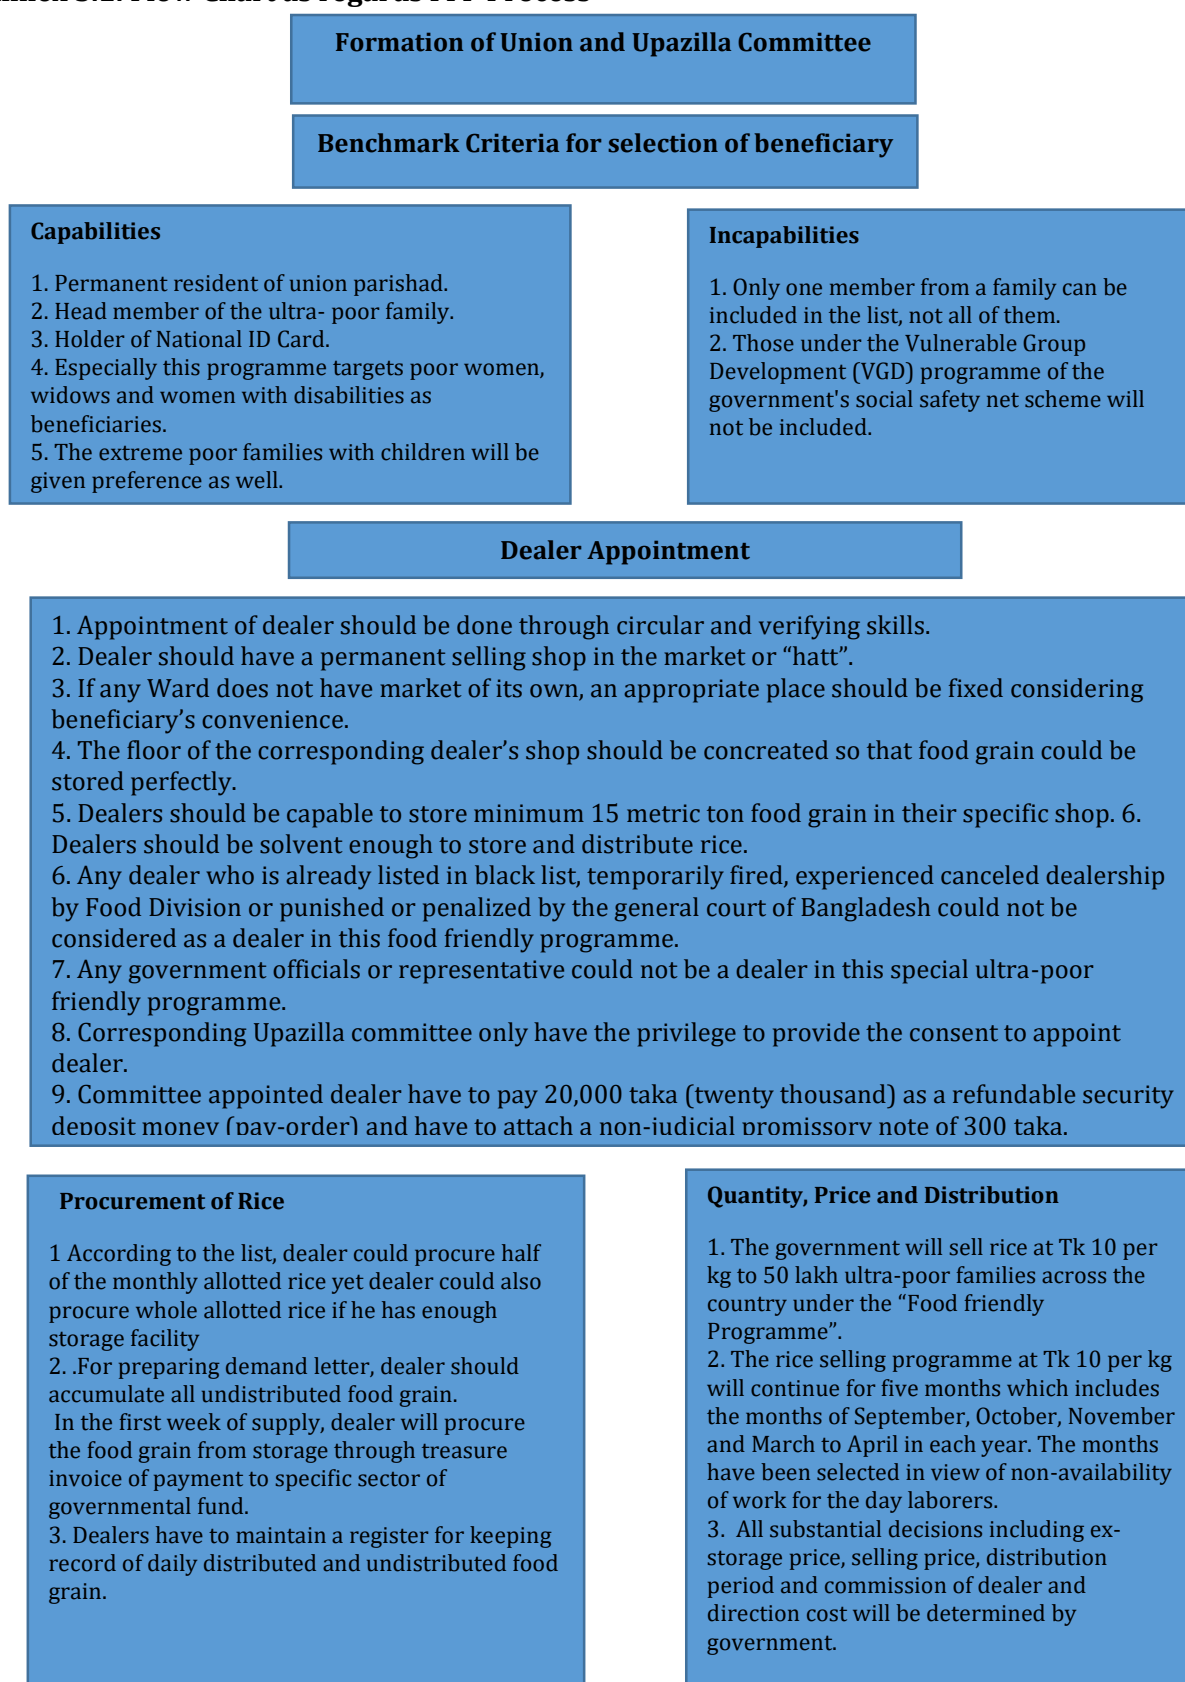 Formation of Union and Upazilla Committee
Benchmark Criteria for selection of beneficiary
Capabilities
1. Permanent resident of union parishad.
2. Head member of the ultra- poor family.
3. Holder of National ID Card.
4. Especially this programme targets poor women,
widows and women with disabilities as
beneficiaries.
5. The extreme poor families with children will be
given preference as well.
Incapabilities
1. Only one member from a family can be
included in the list, not all of them.
2. Those under the Vulnerable Group
Development (VGD) programme of the
government's social safety net scheme will
not be included.
Dealer Appointment
1. Appointment of dealer should be done through circular and verifying skills.
2. Dealer should have a permanent selling shop in the market or “hatt”.
3. If any Ward does not have market of its own, an appropriate place should be fixed considering
beneficiary’s convenience.
4. The floor of the corresponding dealer’s shop should be concreated so that food grain could be
stored perfectly.
5. Dealers should be capable to store minimum 15 metric ton food grain in their specific shop. 6.
Dealers should be solvent enough to store and distribute rice.
6. Any dealer who is already listed in black list, temporarily fired, experienced canceled dealership
by Food Division or punished or penalized by the general court of Bangladesh could not be
considered as a dealer in this food friendly programme.
7. Any government officials or representative could not be a dealer in this special ultra-poor
friendly programme.
8. Corresponding Upazilla committee only have the privilege to provide the consent to appoint
dealer.
9. Committee appointed dealer have to pay 20,000 taka (twenty thousand) as a refundable security
deposit money (pay-order) and have to attach a non-judicial promissory note of 300 taka.
Procurement of Rice
1 According to the list, dealer could procure half
of the monthly allotted rice yet dealer could also
procure whole allotted rice if he has enough
storage facility
2. .For preparing demand letter, dealer should
accumulate all undistributed food grain.
In the first week of supply, dealer will procure
the food grain from storage through treasure
invoice of payment to specific sector of
governmental fund.
3. Dealers have to maintain a register for keeping
record of daily distributed and undistributed food
grain.
Quantity, Price and Distribution
1. The government will sell rice at Tk 10 per
kg to 50 lakh ultra-poor families across the
country under the “Food friendly
Programme”.
2. The rice selling programme at Tk 10 per kg
will continue for five months which includes
the months of September, October, November
and March to April in each year. The months
have been selected in view of non-availability
of work for the day laborers.
3. All substantial decisions including ex-
storage price, selling price, distribution
period and commission of dealer and
direction cost will be determined by
government.